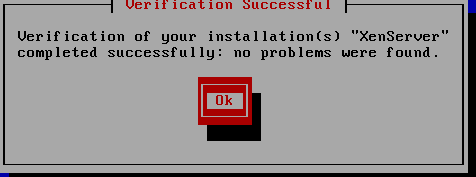 Verification Successful
Verification of your installation(s) "XenServer"
completed successfully: no problems were found.
Ok